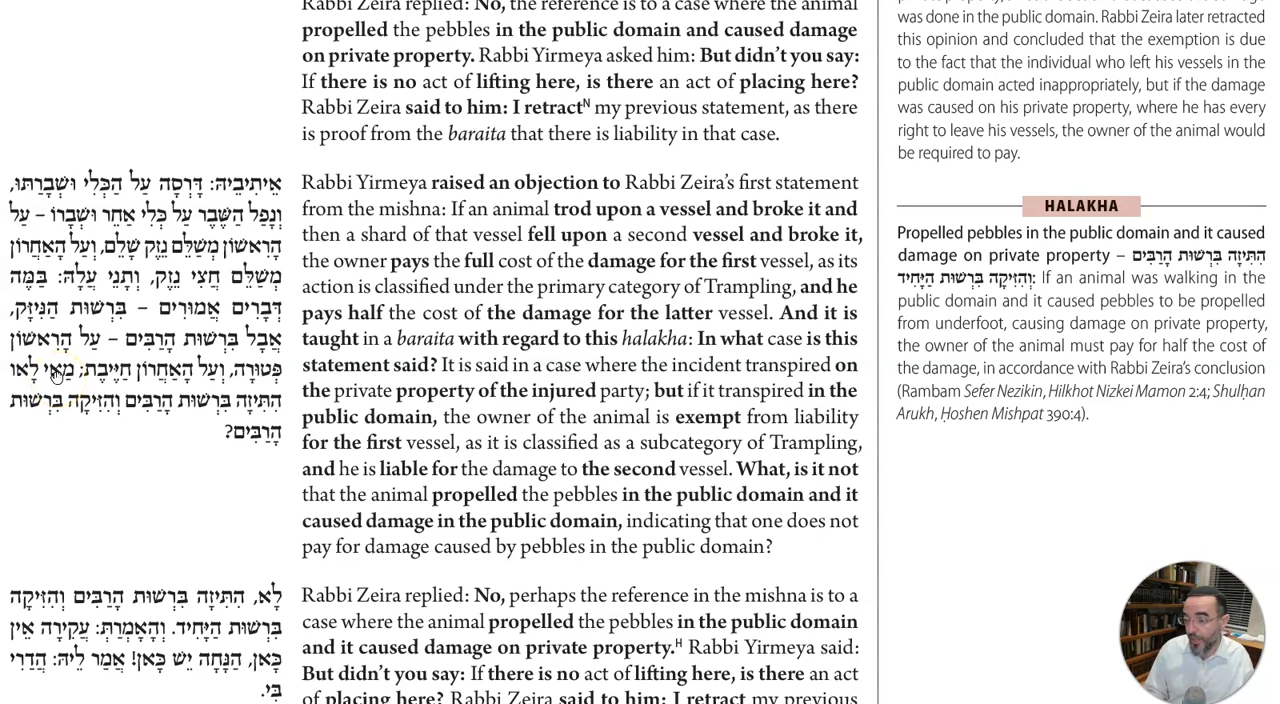 Rabbi Zeira replied: No, the reference is to a case where the animal
propelled the pebbles in the public domain and caused damage
on private property. Rabbi Yirmeya asked him: But didn't you say:
If there is no act of lifting here, is there an act of placing here?
Rabbi Zeira said to him: I retractᴺ my previous statement, as there
is proof from the baraita that there is liability in that case.
אֵיתִיבֵיהּ: דָּרְסָה עַל הַכְּלִי וּשְׁבָרַתּוּ,
וְנָפַל הַשֶּׁבֶר עַל כְּלִי אַחֵר וּשְׁבָרוֹ – עַל
הָרִאשׁוֹן מְשַׁלֵּם נֶזֶק שָׁלֵם, וְעַל הָאַחֲרוֹן
מְשַׁלֵּם חֲצִי נֶזֶק, וְתָנֵי עֲלַהּ: בַּמֶּה
דְּבָרִים אֲמוּרִים – בִּרְשׁוּת הַנִּיזָּק,
אֲבָל בִּרְשׁוּת הָרַבִּים – עַל הָרִאשׁוֹן
פְּטוּרָה, וְעַל הָאַחֲרוֹן חַיֶּיבֶת; מַאי לָאו
הִתִּיזָה בִּרְשׁוּת הָרַבִּים וְהִזִּיקָה בִּרְשׁוּת
הָרַבִּים?
Rabbi Yirmeya raised an objection to Rabbi Zeira's first statement
from the mishna: If an animal trod upon a vessel and broke it and
then a shard of that vessel fell upon a second vessel and broke it,
the owner pays the full cost of the damage for the first vessel, as its
action is classified under the primary category of Trampling, and he
pays half the cost of the damage for the latter vessel. And it is
taught in a baraita with regard to this halakha: In what case is this
statement said? It is said in a case where the incident transpired on
the private property of the injured party; but if it transpired in the
public domain, the owner of the animal is exempt from liability
for the first vessel, as it is classified as a subcategory of Trampling,
and he is liable for the damage to the second vessel. What, is it not
that the animal propelled the pebbles in the public domain and it
caused damage in the public domain, indicating that one does not
pay for damage caused by pebbles in the public domain?
לָא, הִתִּיזָה בִּרְשׁוּת הָרַבִּים וְהִזִּיקָה
בִּרְשׁוּת הַיָּחִיד. וְהָאָמְרַתְּ: עֲקִירָה אֵין
כָּאן, הַנָּחָה יֵשׁ כָּאן! אֲמַר לֵיהּ: הֲדַרִי
בִּי.
Rabbi Zeira replied: No, perhaps the reference in the mishna is to a
case where the animal propelled the pebbles in the public domain
and it caused damage on private property.ᴴ Rabbi Yirmeya said:
But didn't you say: If there is no act of lifting here, is there an act
of placing here? Rabbi Zeira said to him: I retract my previous
was done in the public domain. Rabbi Zeira later retracted
this opinion and concluded that the exemption is due
to the fact that the individual who left his vessels in the
public domain acted inappropriately, but if the damage
was caused on his private property, where he has every
right to leave his vessels, the owner of the animal would
be required to pay.
HALAKHA
Propelled pebbles in the public domain and it caused
damage on private property – הִתִּיזָה בִּרְשׁוּת הָרַבִּים
וְהִזִּיקָה בִּרְשׁוּת הַיָּחִיד: If an animal was walking in the
public domain and it caused pebbles to be propelled
from underfoot, causing damage on private property,
the owner of the animal must pay for half the cost of
the damage, in accordance with Rabbi Zeira's conclusion
(Rambam Sefer Nezikin, Hilkhot Nizkei Mamon 2:4; Shulḥan
Arukh, Ḥoshen Mishpat 390:4).